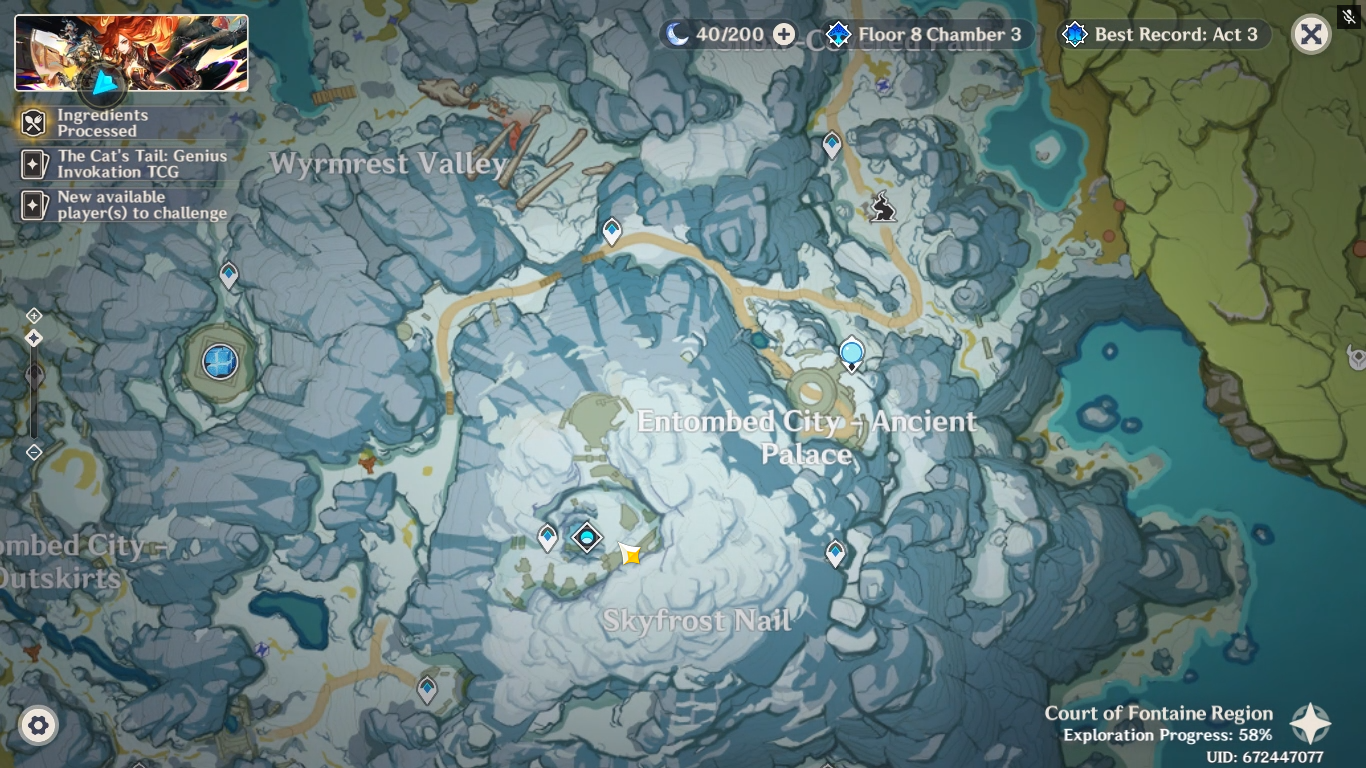 40/200
Floor 8 Chamber 3
Best Record: Act 3
Ingredients
Processed
The Cat's Tail: Genius
Invokation TCG
New available
player(s) to challenge
Wyrmrest Valley
Entombed City – Ancient
Palace
ombed City –
Outskirts
Skyfrost Nail
Court of Fontaine Region
Exploration Progress: 58%
UID: 672447077